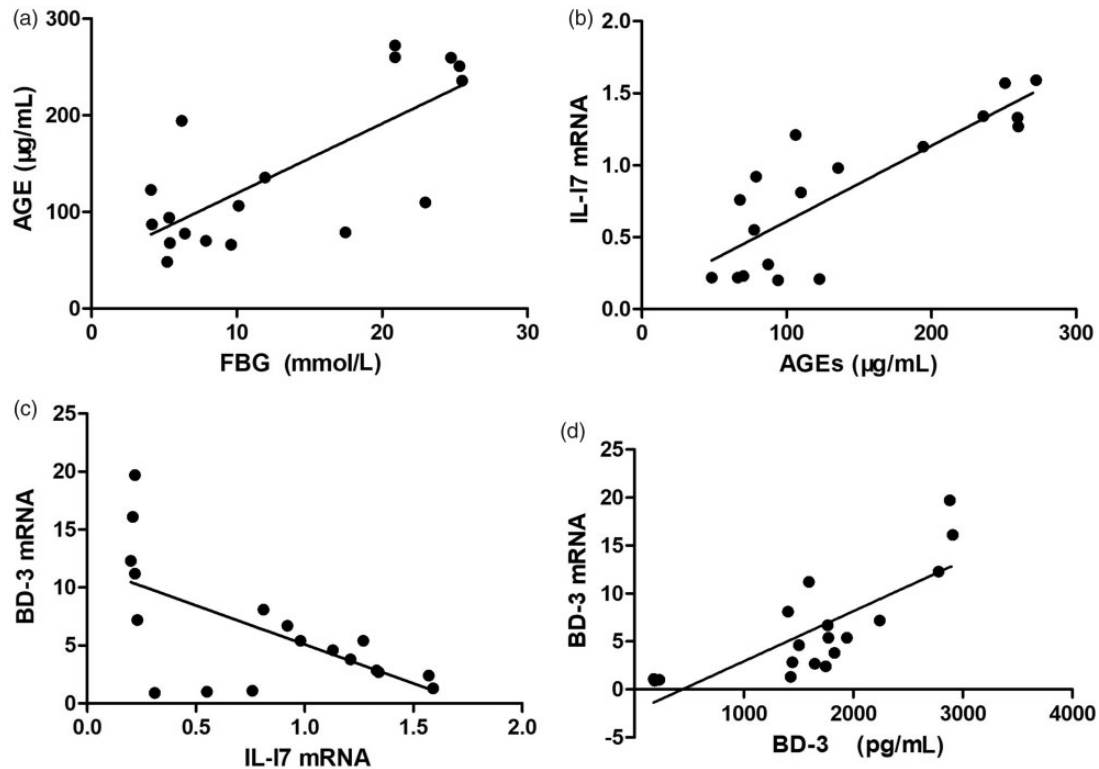 (a)
300
200
100
0
AGE (µg/mL)
0 10 20 30
FBG (mmol/L)
(b)
2.0
1.5
1.0
0.5
0.0
IL-I7 mRNA
0 100 200 300
AGEs (µg/mL)
(c)
25
20
15
10
5
0
BD-3 mRNA
0.0 0.5 1.0 1.5 2.0
IL-I7 mRNA
(d)
25
20
15
10
5
0
-5
BD-3 mRNA
1000 2000 3000 4000
BD-3 (pg/mL)